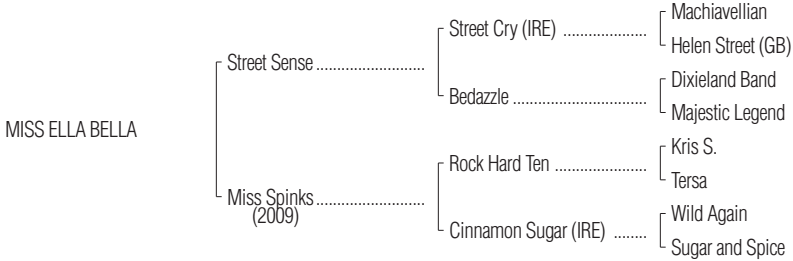 Machiavellian
Street Cry (IRE) .....................
Helen Street (GB)
Street Sense ...........................
Dixieland Band
Bedazzle ..................................
Majestic Legend
MISS ELLA BELLA
Kris S.
Rock Hard Ten .......................
Tersa
Miss Spinks ...........................
(2009)
Wild Again
Cinnamon Sugar (IRE) ........
Sugar and Spice